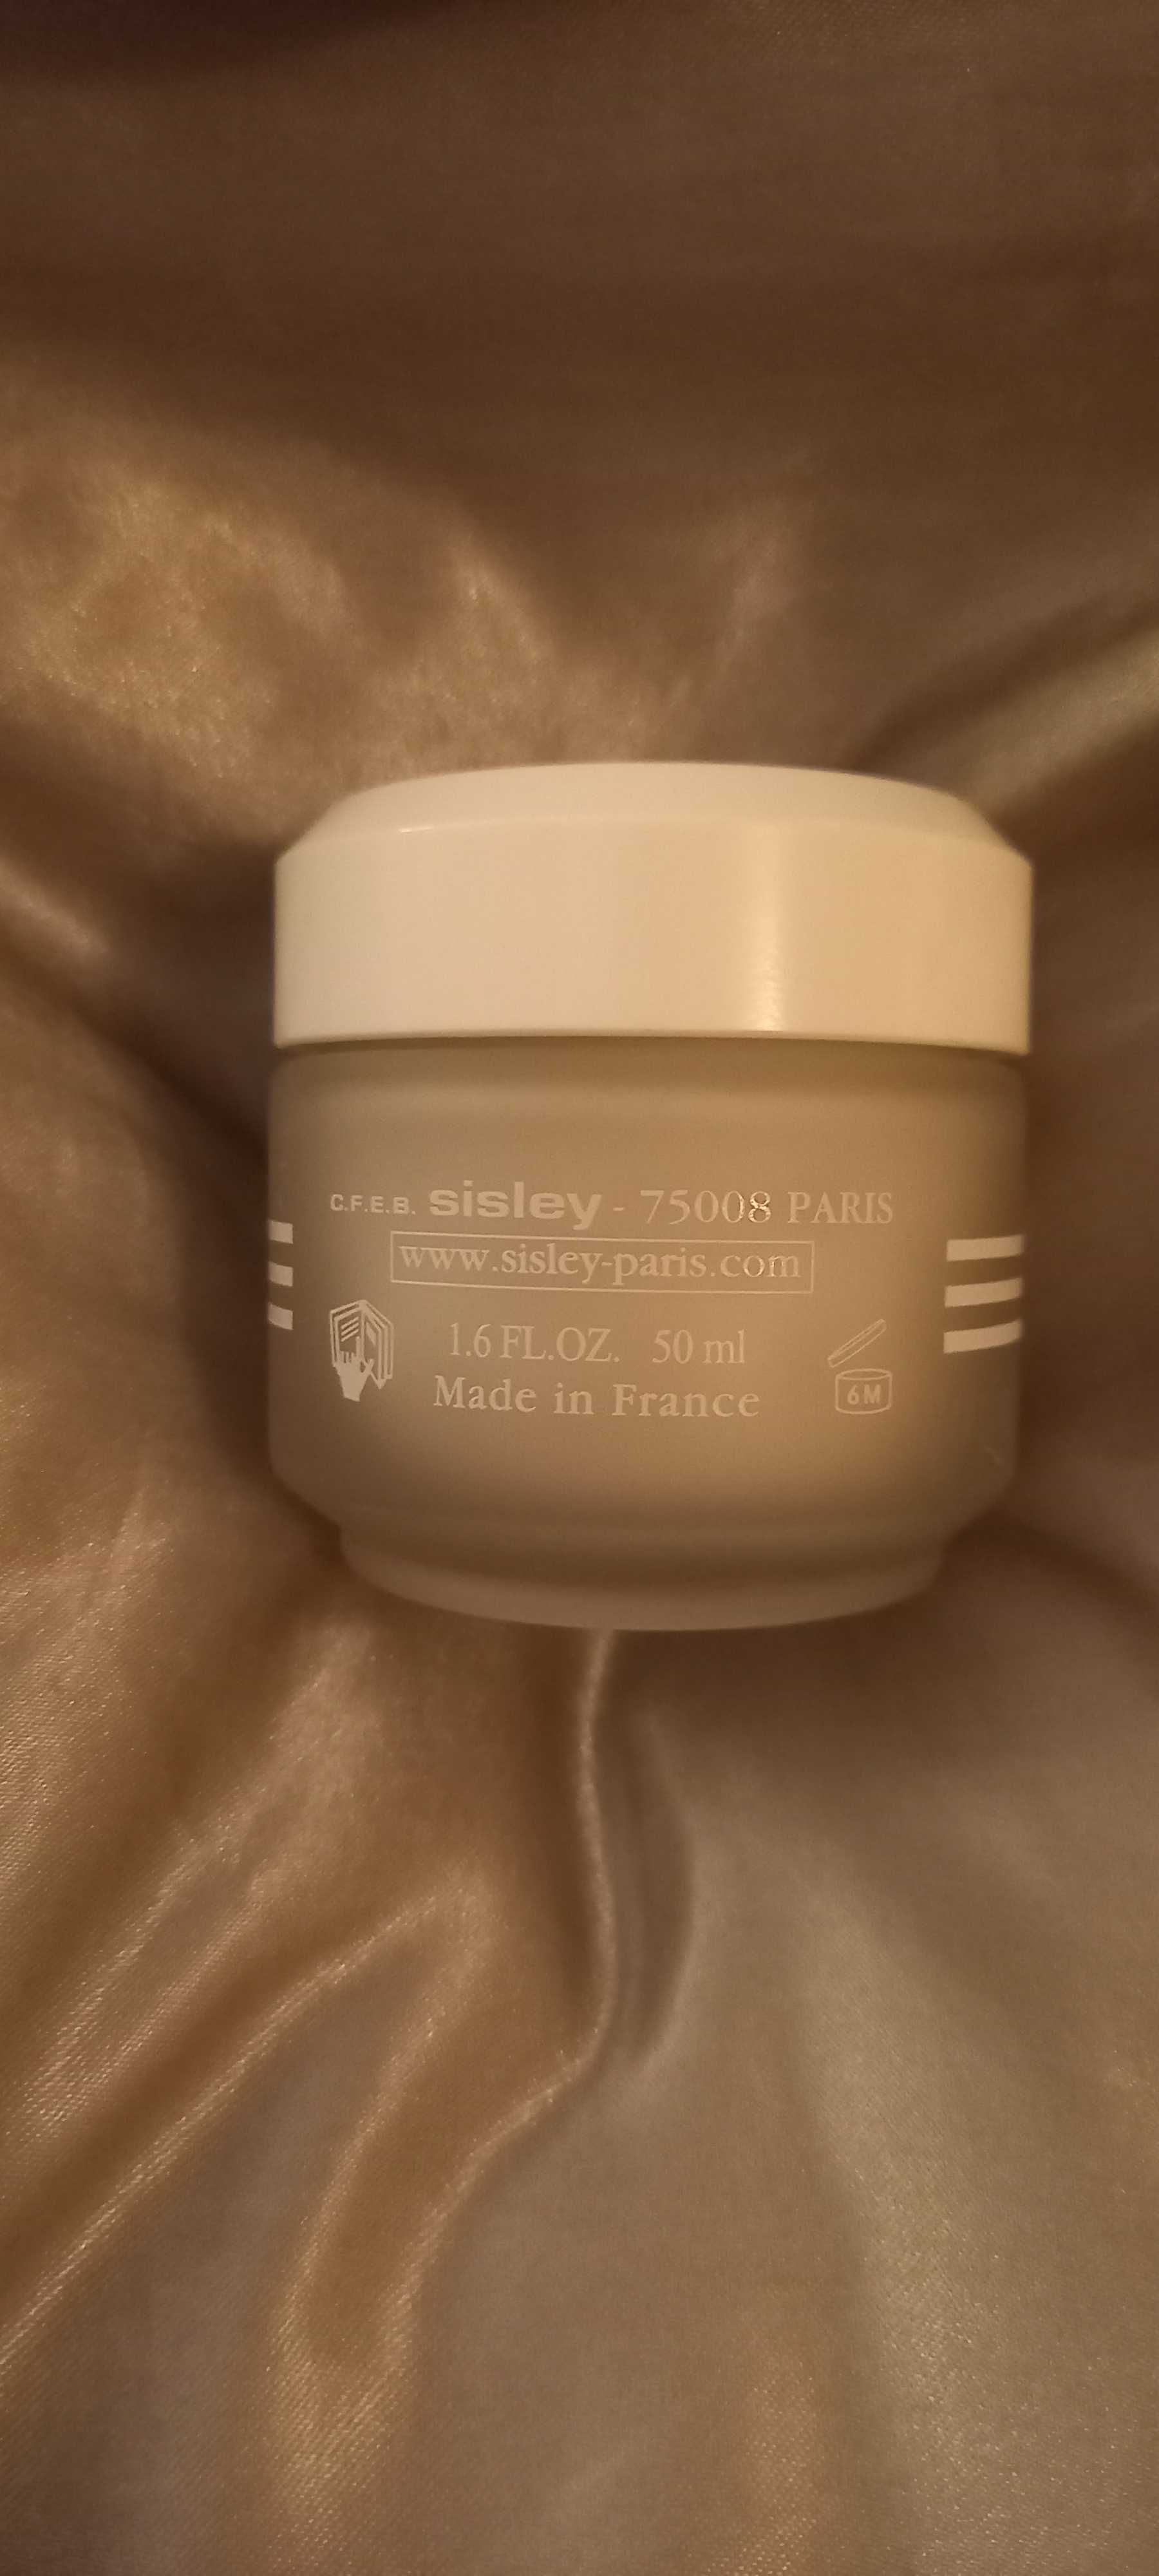 C.F.E.B. sisley - 75008 PARIS
www.sisley-paris.com
1.6 FL.OZ. 50 ml
Made in France
6M